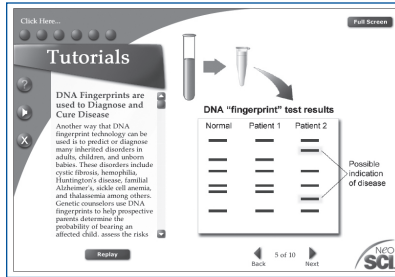 Click Here...
Full Screen
Tutorials
DNA Fingerprints are
used to Diagnose and
Cure Disease
Another way that DNA
fingerprint technology can be
used is to predict or diagnose
many inherited disorders in
adults, children, and unborn
babies. These disorders include
cystic fibrosis, hemophilia,
Huntington's disease, familial
Alzheimer's, sickle cell anemia,
and thalassemia among others.
Genetic counselors use DNA
fingerprints to help prospective
parents determine the
probability of bearing an
affected child, assess the risks
Replay
?
X
DNA "fingerprint" test results
Normal Patient 1 Patient 2
Possible
indication
of disease
5 of 10
Back Next
NEO
SCI